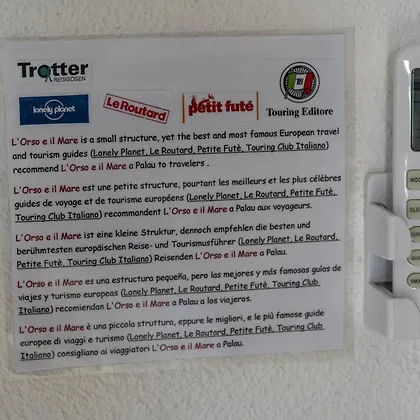 Trotter
REISGIDSEN
lonely planet
Le Routard
petit futé
Touring Editore
L'Orso e il Mare is a small structure, yet the best and most famous European travel
and tourism guides (Lonely Planet, Le Routard, Petite Futè, Touring Club Italiano)
recommend L'Orso e il Mare a Palau to travelers .
L'Orso e il Mare est une petite structure, pourtant les meilleurs et les plus célèbres
guides de voyage et de tourisme européens (Lonely Planet, Le Routard, Petite Futè,
Touring Club Italiano) recommandent L'Orso e il Mare a Palau aux voyageurs.
L'Orso e il Mare ist eine kleine Struktur, dennoch empfehlen die besten und
berühmtesten europäischen Reise- und Tourismusführer (Lonely Planet, Le Routard,
Petite Futè, Touring Club Italiano) Reisenden L'Orso e il Mare a Palau.
L'Orso e il Mare es una estructura pequeña, pero las mejores y más famosas guías de
viajes y turismo europeas (Lonely Planet, Le Routard, Petite Futè, Touring Club
Italiano) recomiendan L'Orso e il Mare a Palau a los viajeros.
L'Orso e il Mare è una piccola struttura, eppure le migliori, e le più famose guide
europee di viaggi e turismo (Lonely Planet, Le Routard, Petite Futè, Touring Club
Italiano) consigliano ai viaggiatori L'Orso e il Mare a Palau.